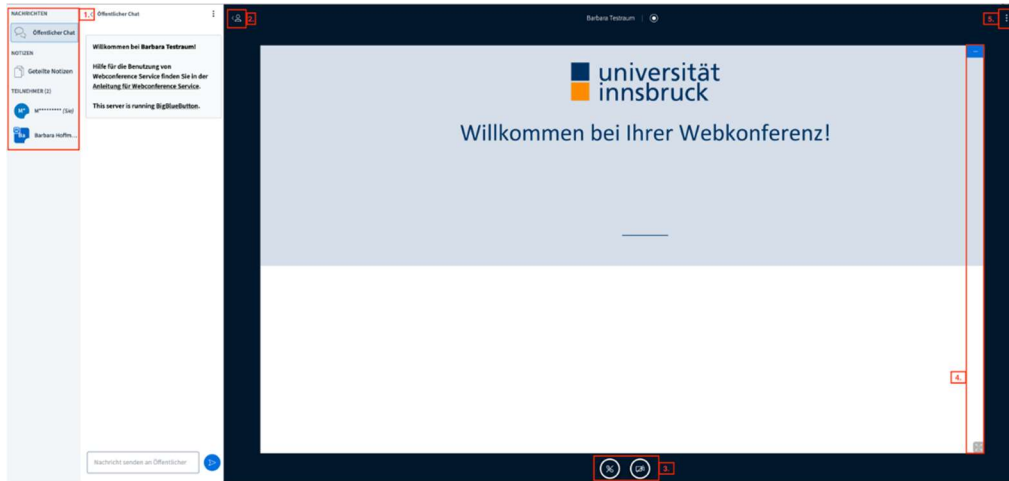 NACHRICHTEN
Öffentlicher Chat
NOTIZEN
Geteilte Notizen
TEILNEHMER (2)
M*
M********* (Sie)
Ba
Barbara Hoffm...
1.
Öffentlicher Chat
Willkommen bei Barbara Testraum!
Hilfe für die Benutzung von
Webconference Service finden Sie in der
Anleitung für Webconference Service.
This server is running BigBlueButton.
Nachricht senden an Öffentlicher
2.
Barbara Testraum
5.
universität
innsbruck
Willkommen bei Ihrer Webkonferenz!
4.
3.